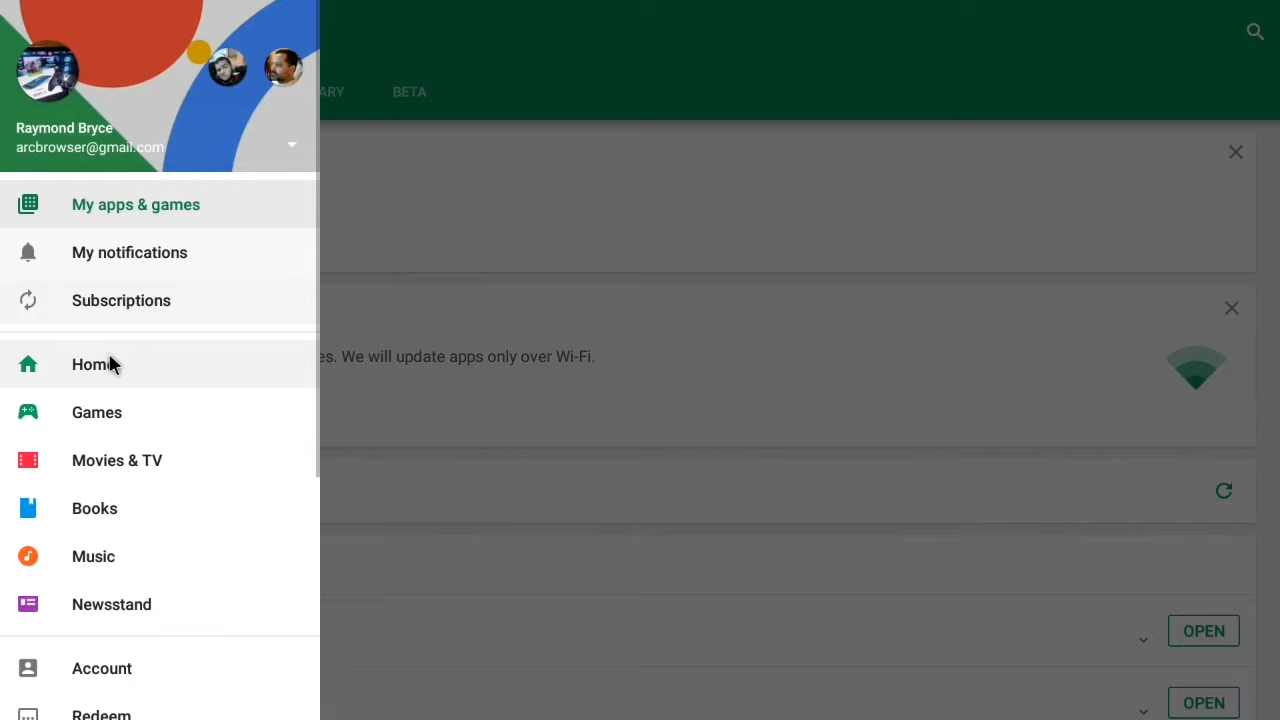 ARY
BETA
Raymond Bryce
arcbrowser@gmail.com
My apps & games
My notifications
Subscriptions
Home
es. We will update apps only over Wi-Fi.
Games
Movies & TV
Books
Music
Newsstand
OPEN
Account
OPEN
Redeem